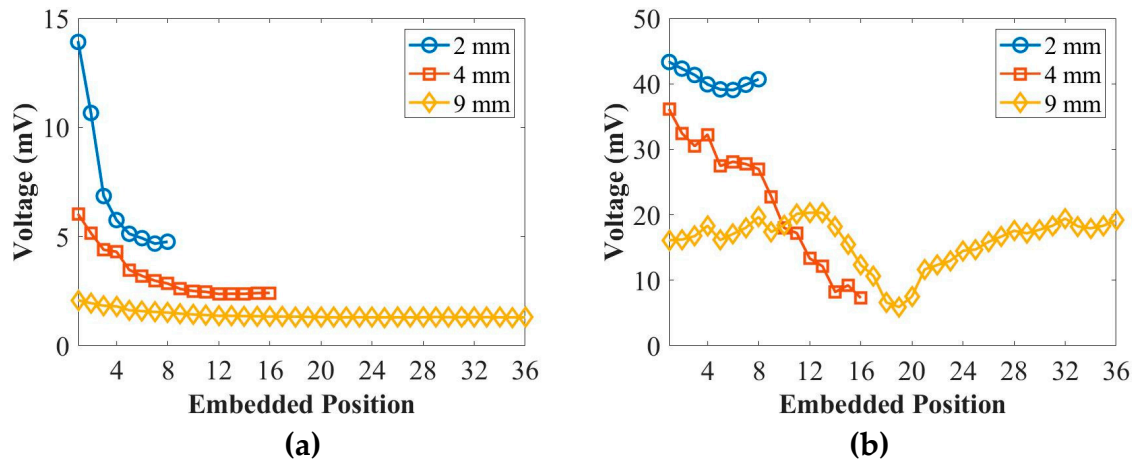 15
10
5
0
Voltage (mV)
2 mm
4 mm
9 mm
4 8 12 16 20 24 28 32 36
Embedded Position
(a)
50
40
30
20
10
0
Voltage (mV)
2 mm
4 mm
9 mm
4 8 12 16 20 24 28 32 36
Embedded Position
(b)